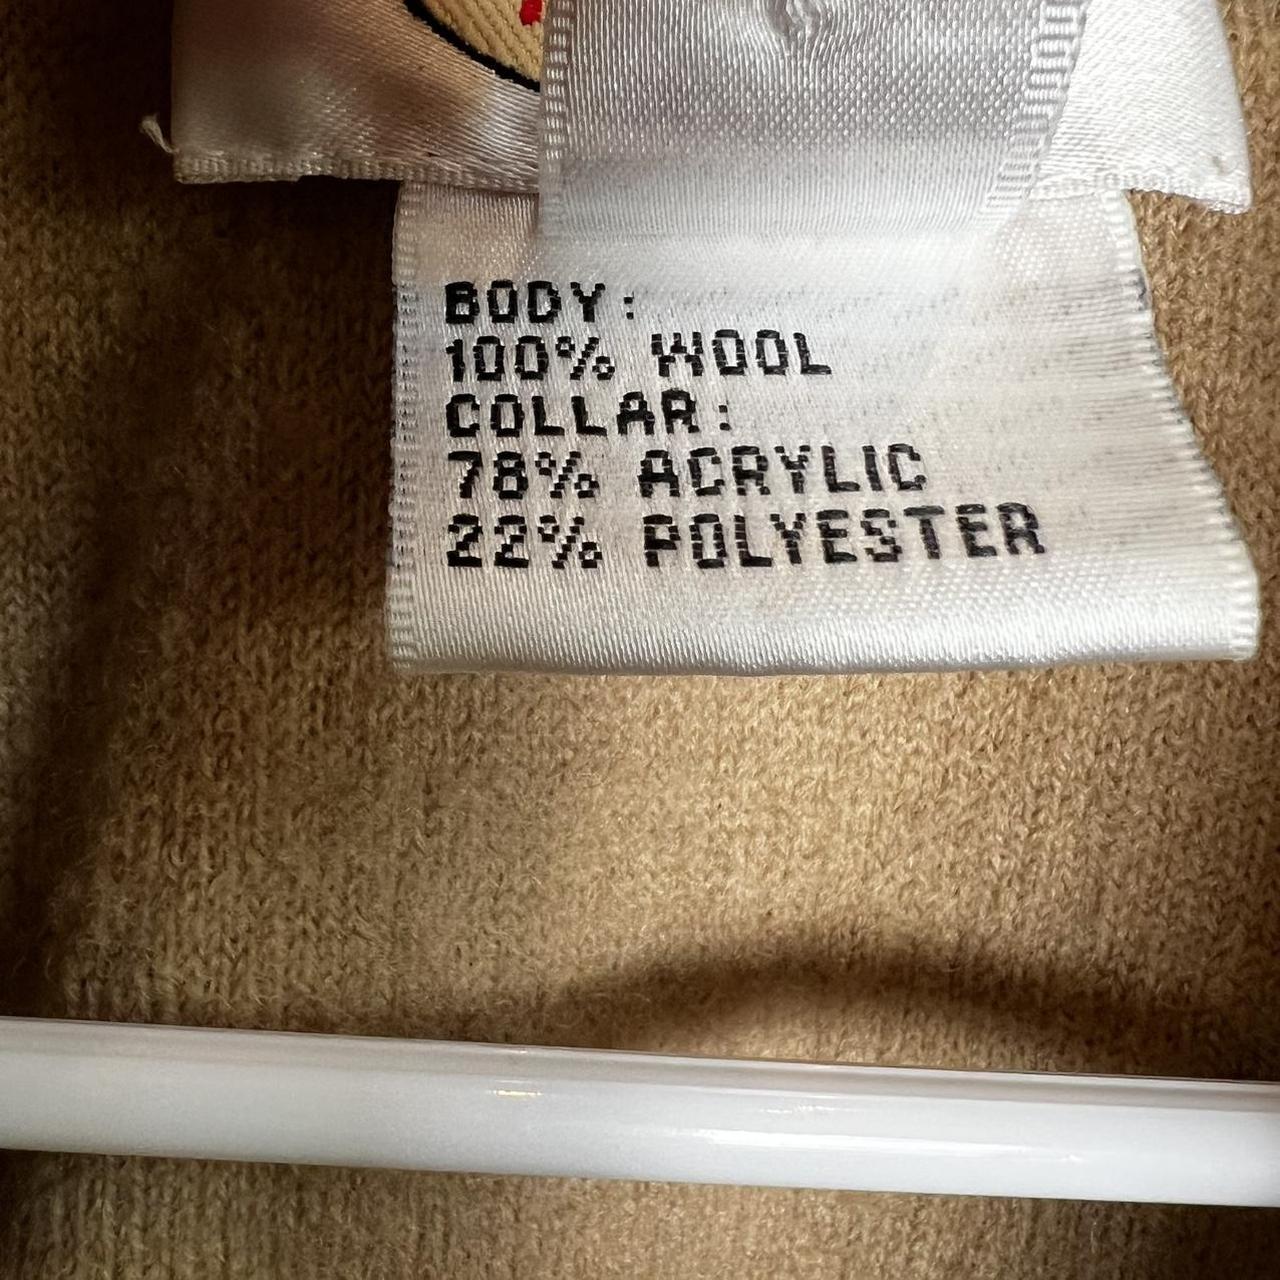 BODY:
100% WOOL
COLLAR:
78% ACRYLIC
22% POLYESTER